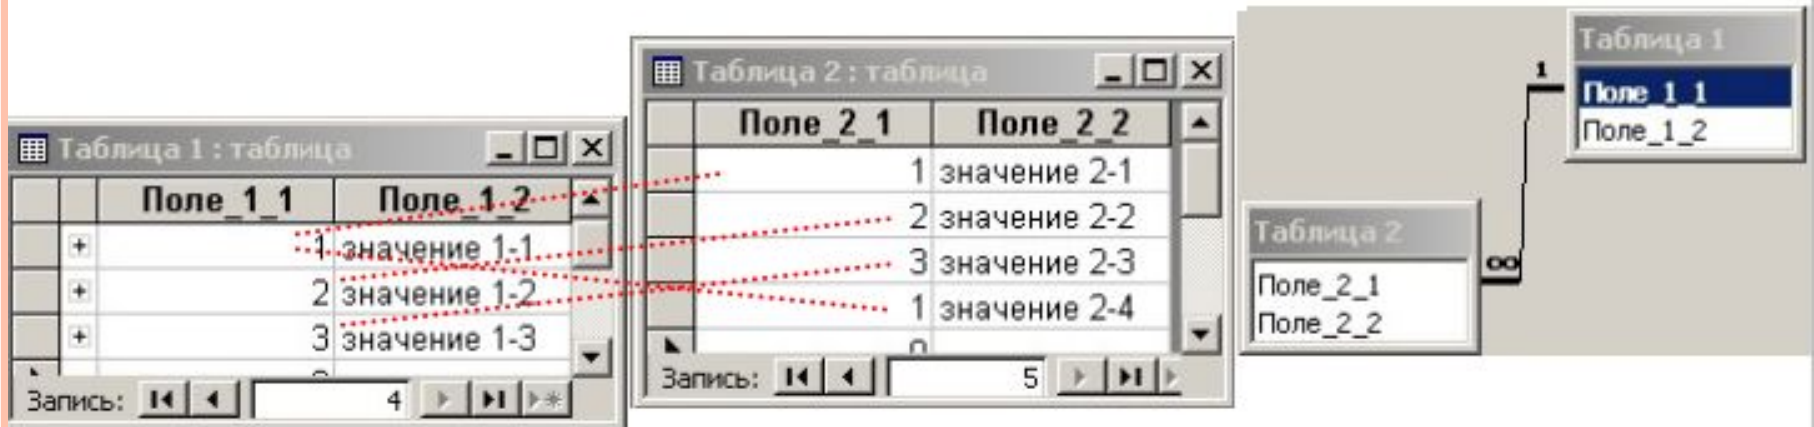 Таблица 1 : таблица
Поле_1_1 Поле_1_2
1 значение 1-1
2 значение 1-2
3 значение 1-3
Запись: 4
Таблица 2 : таблица
Поле_2_1 Поле_2_2
1 значение 2-1
2 значение 2-2
3 значение 2-3
1 значение 2-4
0
Запись: 5
Таблица 1
Поле_1_1
Поле_1_2
1
∞
Таблица 2
Поле_2_1
Поле_2_2